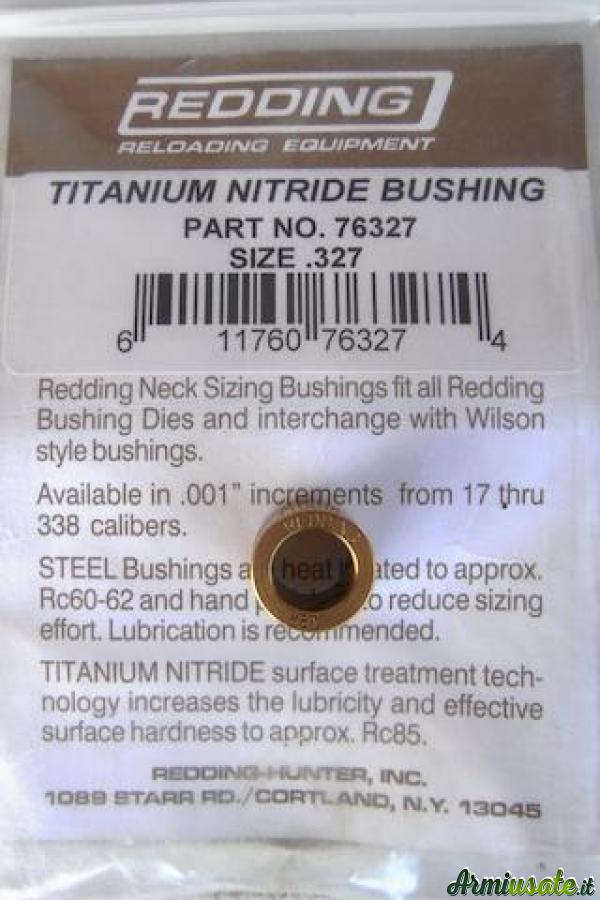 REDDING
RELOADING EQUIPMENT
TITANIUM NITRIDE BUSHING
PART NO. 76327
SIZE .327
6 11760 76327 4
Redding Neck Sizing Bushings fit all Redding
Bushing Dies and interchange with Wilson
style bushings.
Available in .001" increments from 17 thru
338 calibers.
STEEL Bushings heat to approx.
Rc60-62 and hand to reduce sizing
effort. Lubrication is recommended.
TITANIUM NITRIDE surface treatment tech-
nology increases the lubricity and effective
surface hardness to approx. Rc85.
REDDING-HUNTER, INC.
1089 STARR RD./CORTLAND, N.Y. 13045
Armiusate.it